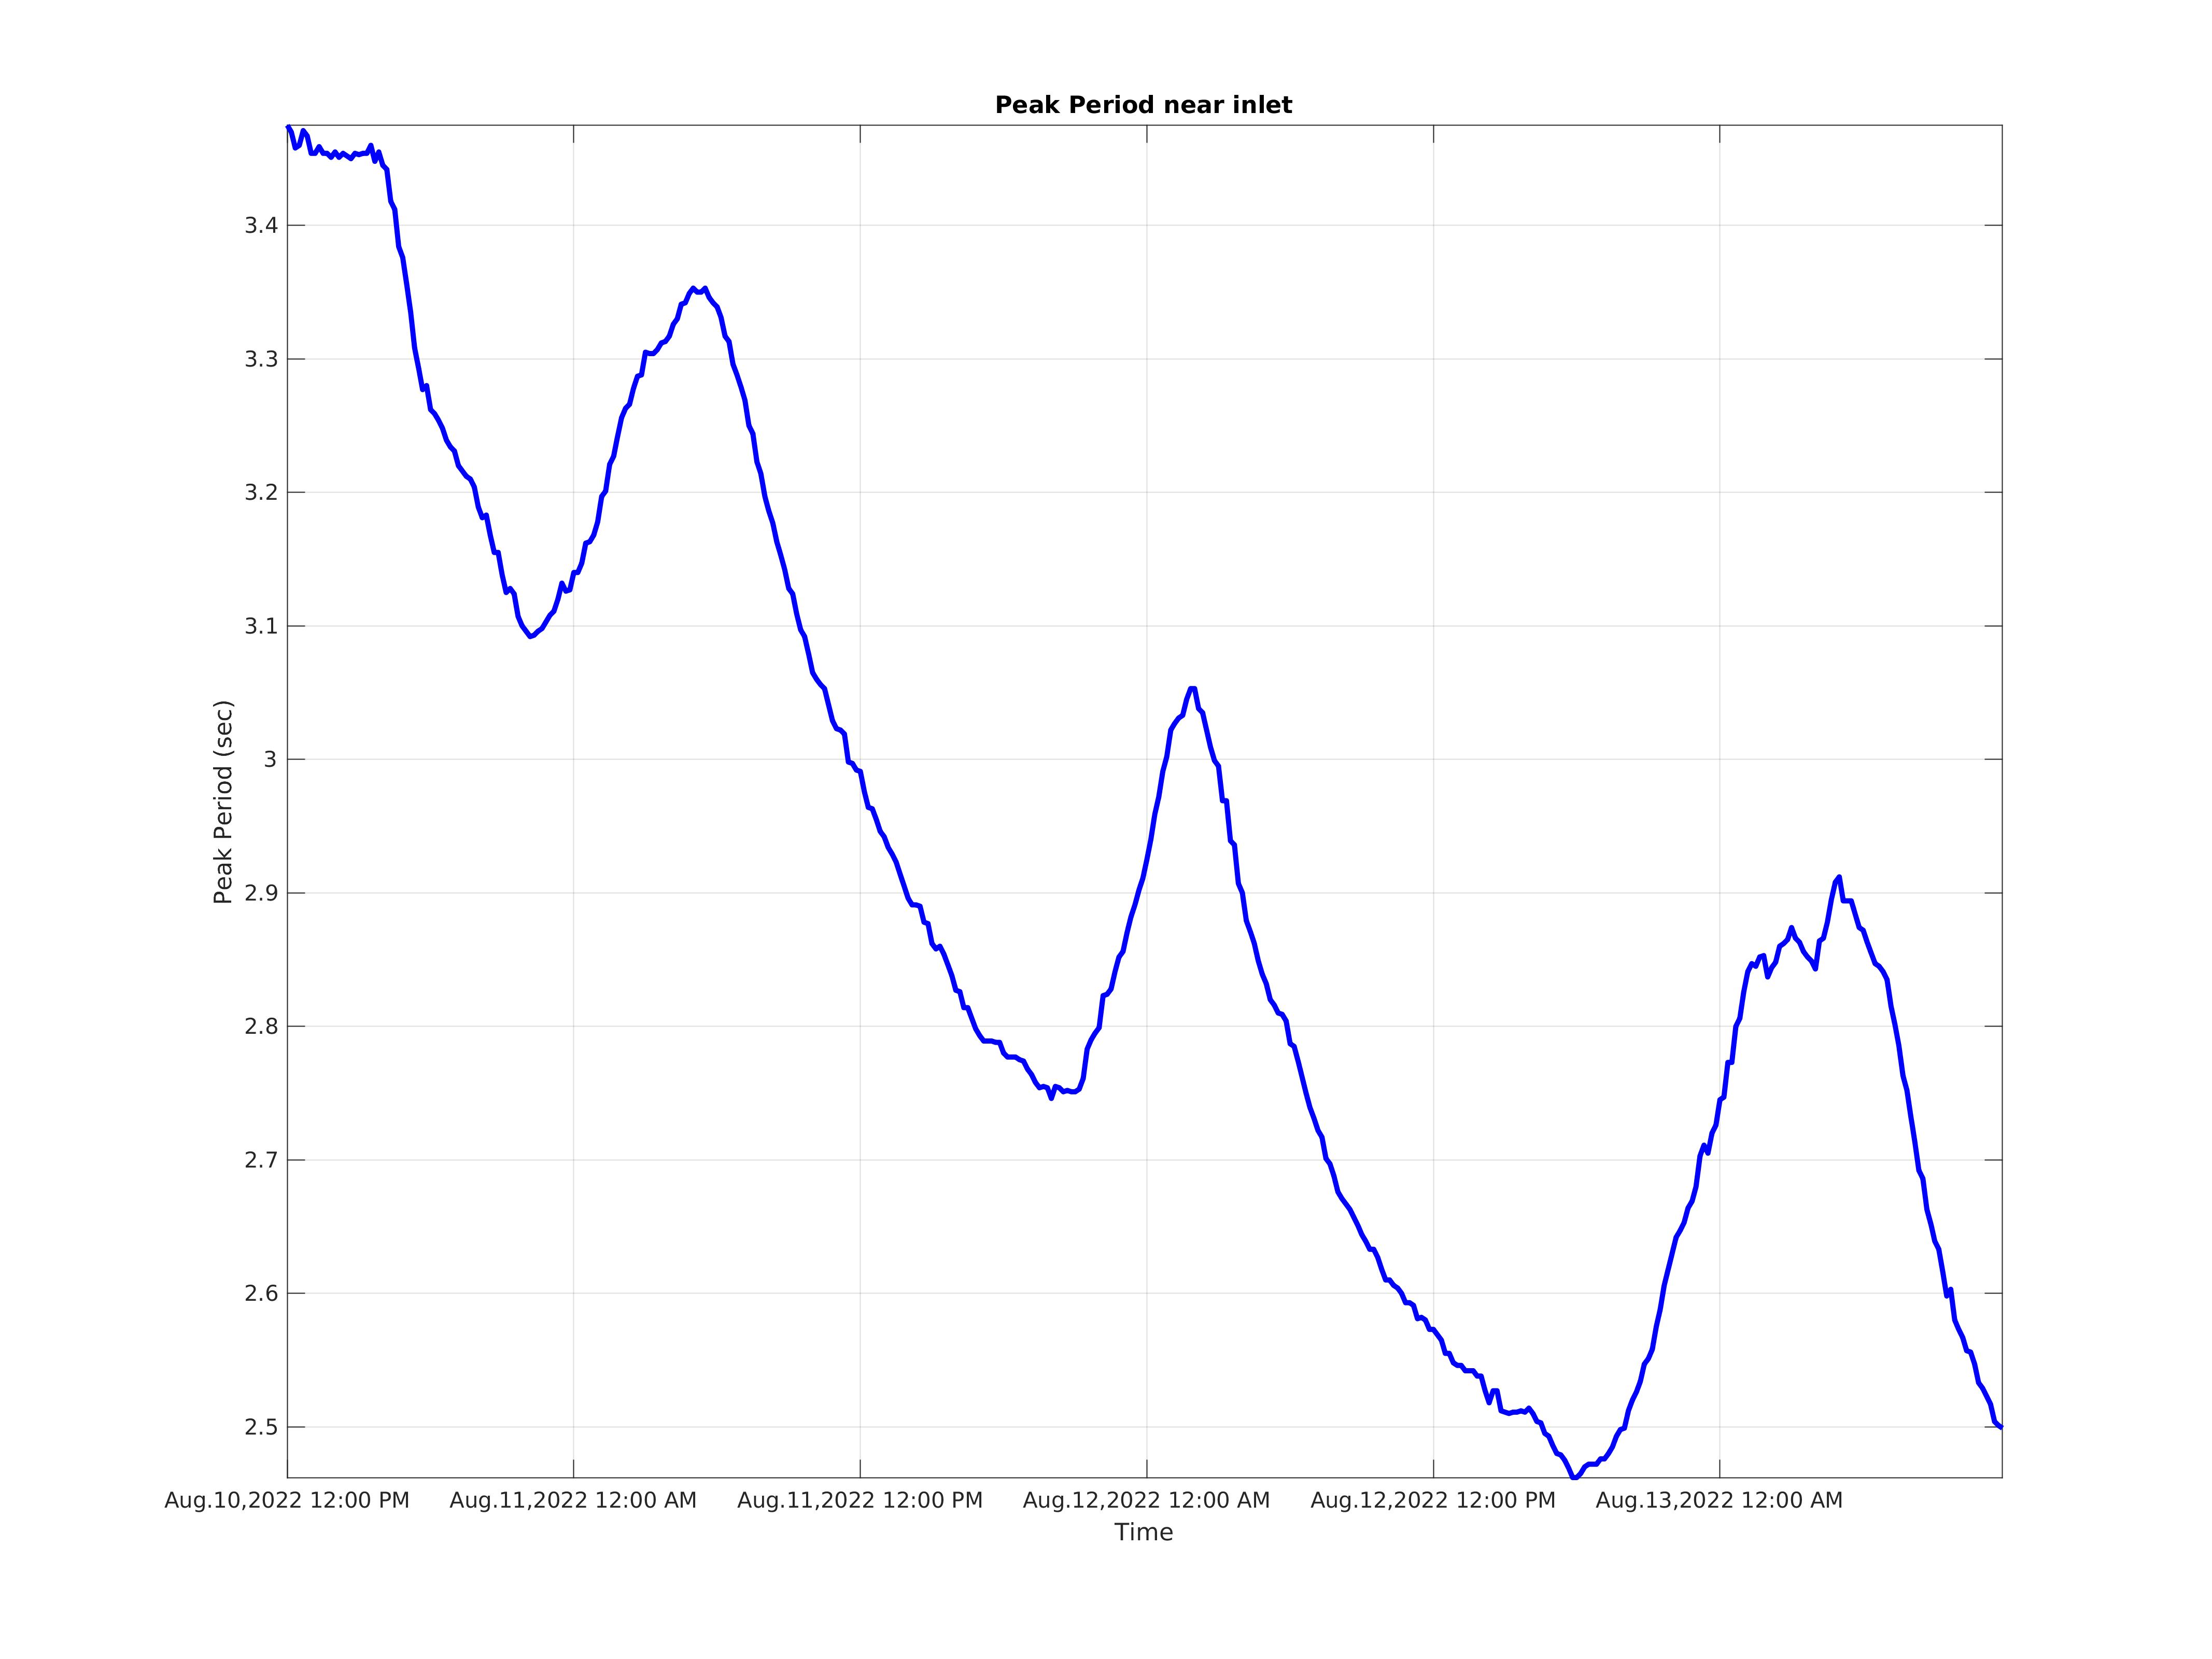 Peak Period near inlet
3.4
3.3
3.2
3.1
3
2.9
2.8
2.7
2.6
2.5
Peak Period (sec)
Aug.10,2022 12:00 PM
Aug.11,2022 12:00 AM
Aug.11,2022 12:00 PM
Aug.12,2022 12:00 AM
Aug.12,2022 12:00 PM
Aug.13,2022 12:00 AM
Time